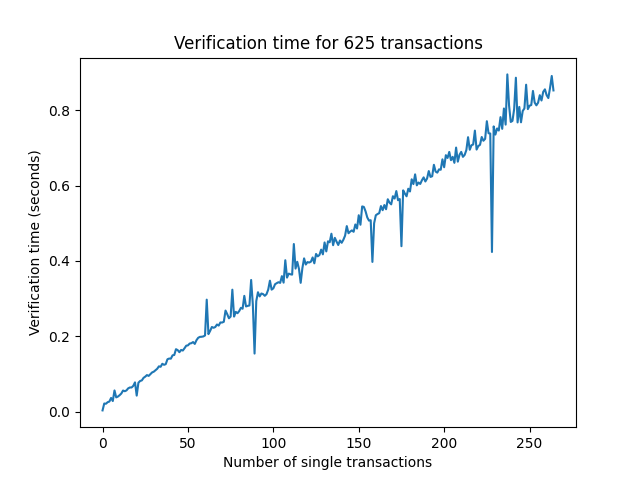 Verification time for 625 transactions
Verification time (seconds)
0.8
0.6
0.4
0.2
0.0
0 50 100 150 200 250
Number of single transactions